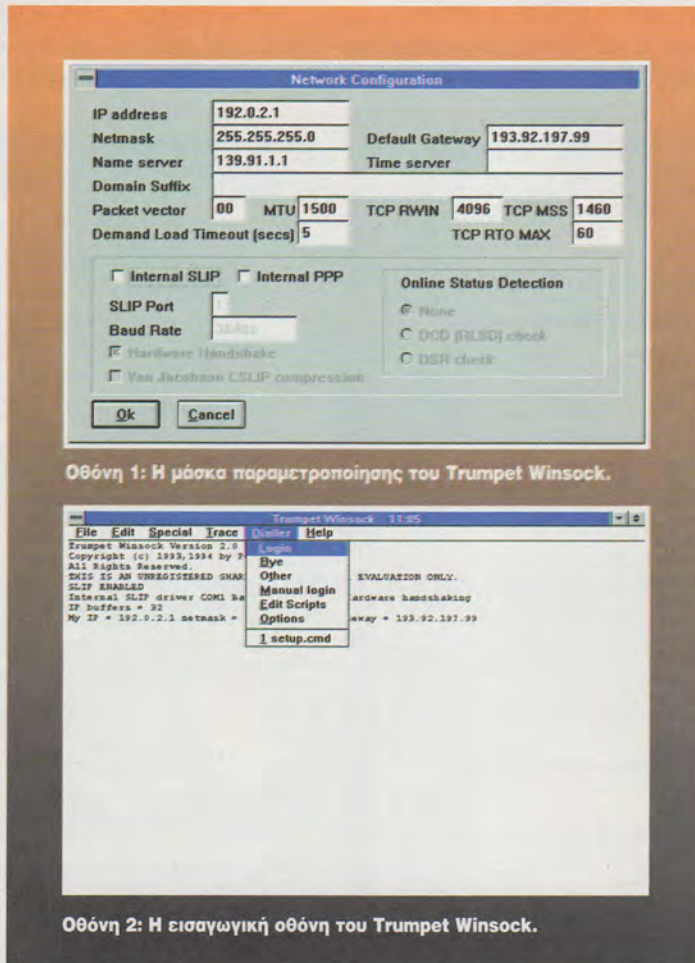 Network Configuration
IP address 192.0.2.1
Netmask 255.255.255.0 Default Gateway 193.92.197.99
Name server 139.91.1.1 Time server
Domain Suffix
Packet vector 00 MTU 1500 TCP RWIN 4096 TCP MSS 1460
Demand Load Timeout (secs) 5 TCP RTO MAX 60
Internal SLIP Internal PPP Online Status Detection
SLIP Port None
Baud Rate DCD (RLSD) check
Hardware Handshake DSR check
Van Jacobson CSLIP compression
Ok Cancel
Οθόνη 1: Η μάσκα παραμετροποίησης του Trumpet Winsock.
Trumpet Winsock 11:05
File Edit Special Trace Dialler Help
Trumpet Winsock Version 2.0
Copyright (c) 1993,1994 by
All Rights Reserved.
THIS IS AN UNREGISTERED SHAR EVALUATION ONLY.
SLIP ENABLED
Internal SLIP driver COM1 Ba ardware handshaking
IP buffers = 32
My IP = 192.0.2.1 netmask = eway = 193.92.197.99
Login
Bye
Other
Manual login
Edit Scripts
Options
1 setup.cmd
Οθόνη 2: Η εισαγωγική οθόνη του Trumpet Winsock.